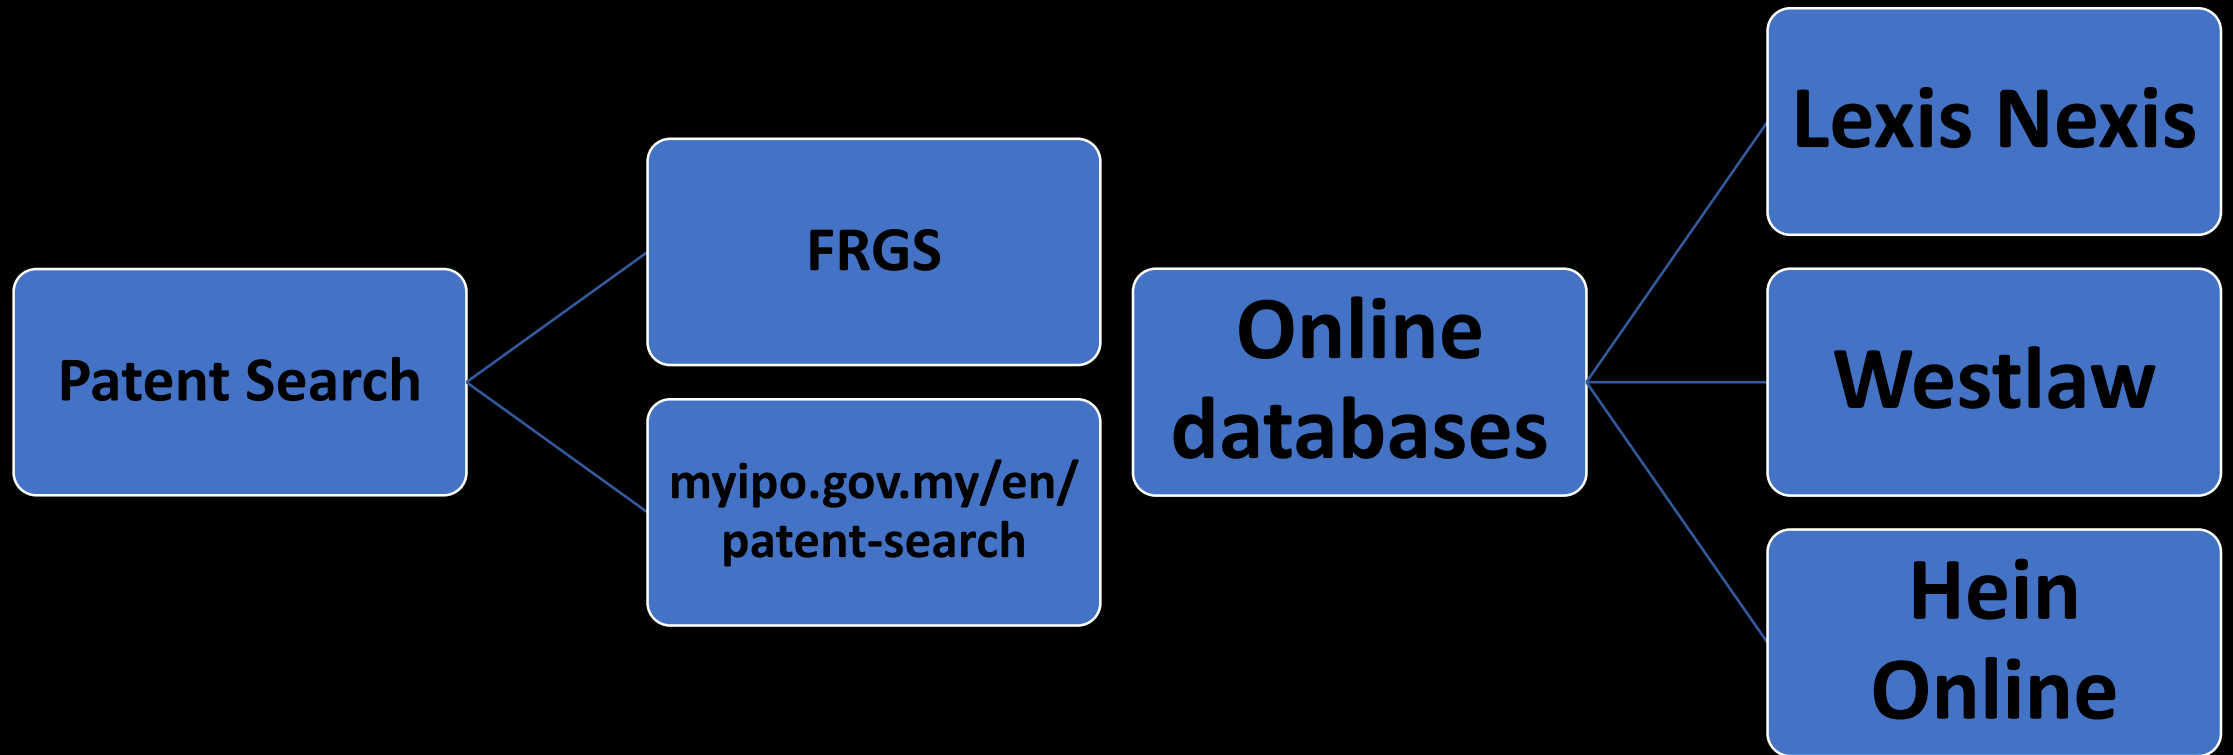 Patent Search
FRGS
myipo.gov.my/en/
patent-search
Online
databases
Lexis Nexis
Westlaw
Hein
Online